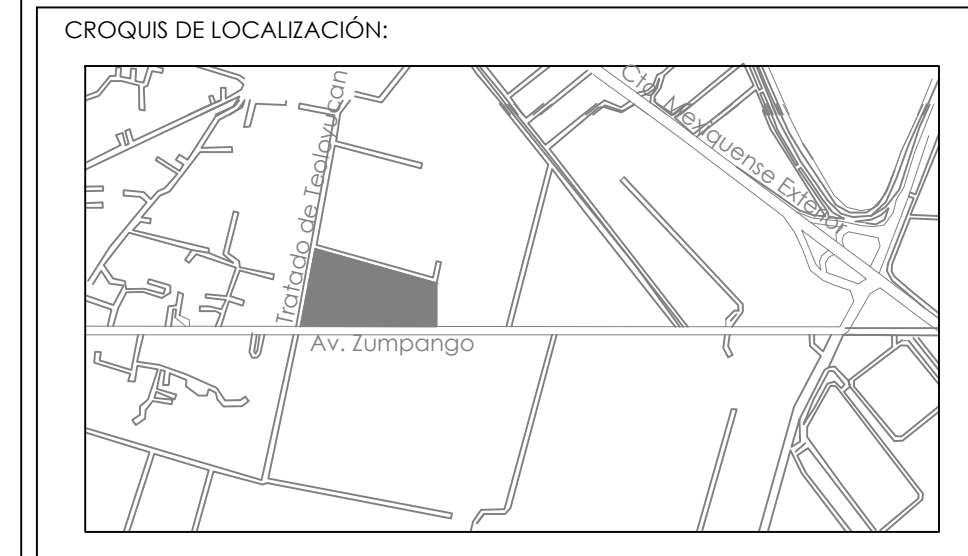 CROQUIS DE LOCALIZACIÓN:
Cto. Mexiquense Exterior
Tratado de Teoloyucan
Av. Zumpango